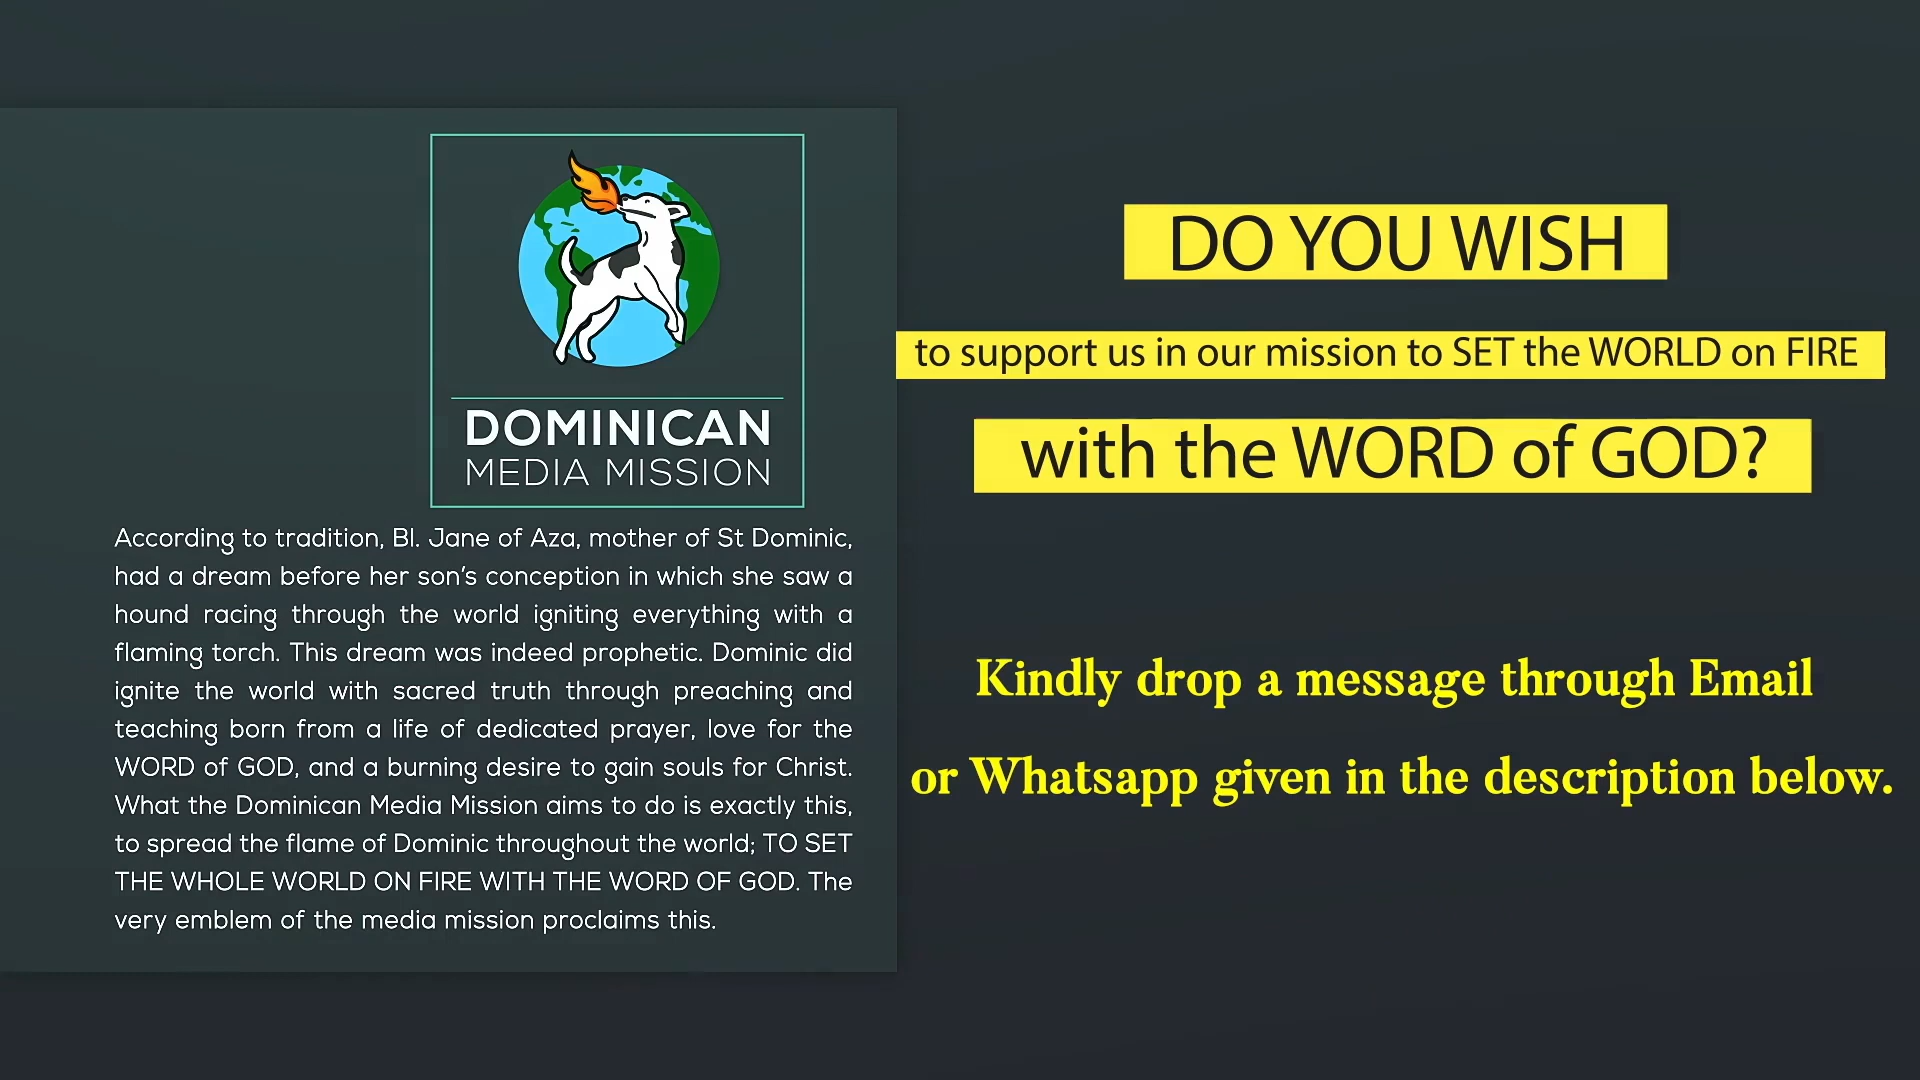 DOMINICAN
MEDIA MISSION
According to tradition, Bl. Jane of Aza, mother of St Dominic,
had a dream before her son’s conception in which she saw a
hound racing through the world igniting everything with a
flaming torch. This dream was indeed prophetic. Dominic did
ignite the world with sacred truth through preaching and
teaching born from a life of dedicated prayer, love for the
WORD of GOD, and a burning desire to gain souls for Christ.
What the Dominican Media Mission aims to do is exactly this,
to spread the flame of Dominic throughout the world; TO SET
THE WHOLE WORLD ON FIRE WITH THE WORD OF GOD. The
very emblem of the media mission proclaims this.
DO YOU WISH
to support us in our mission to SET the WORLD on FIRE
with the WORD of GOD?
Kindly drop a message through Email
or Whatsapp given in the description below.